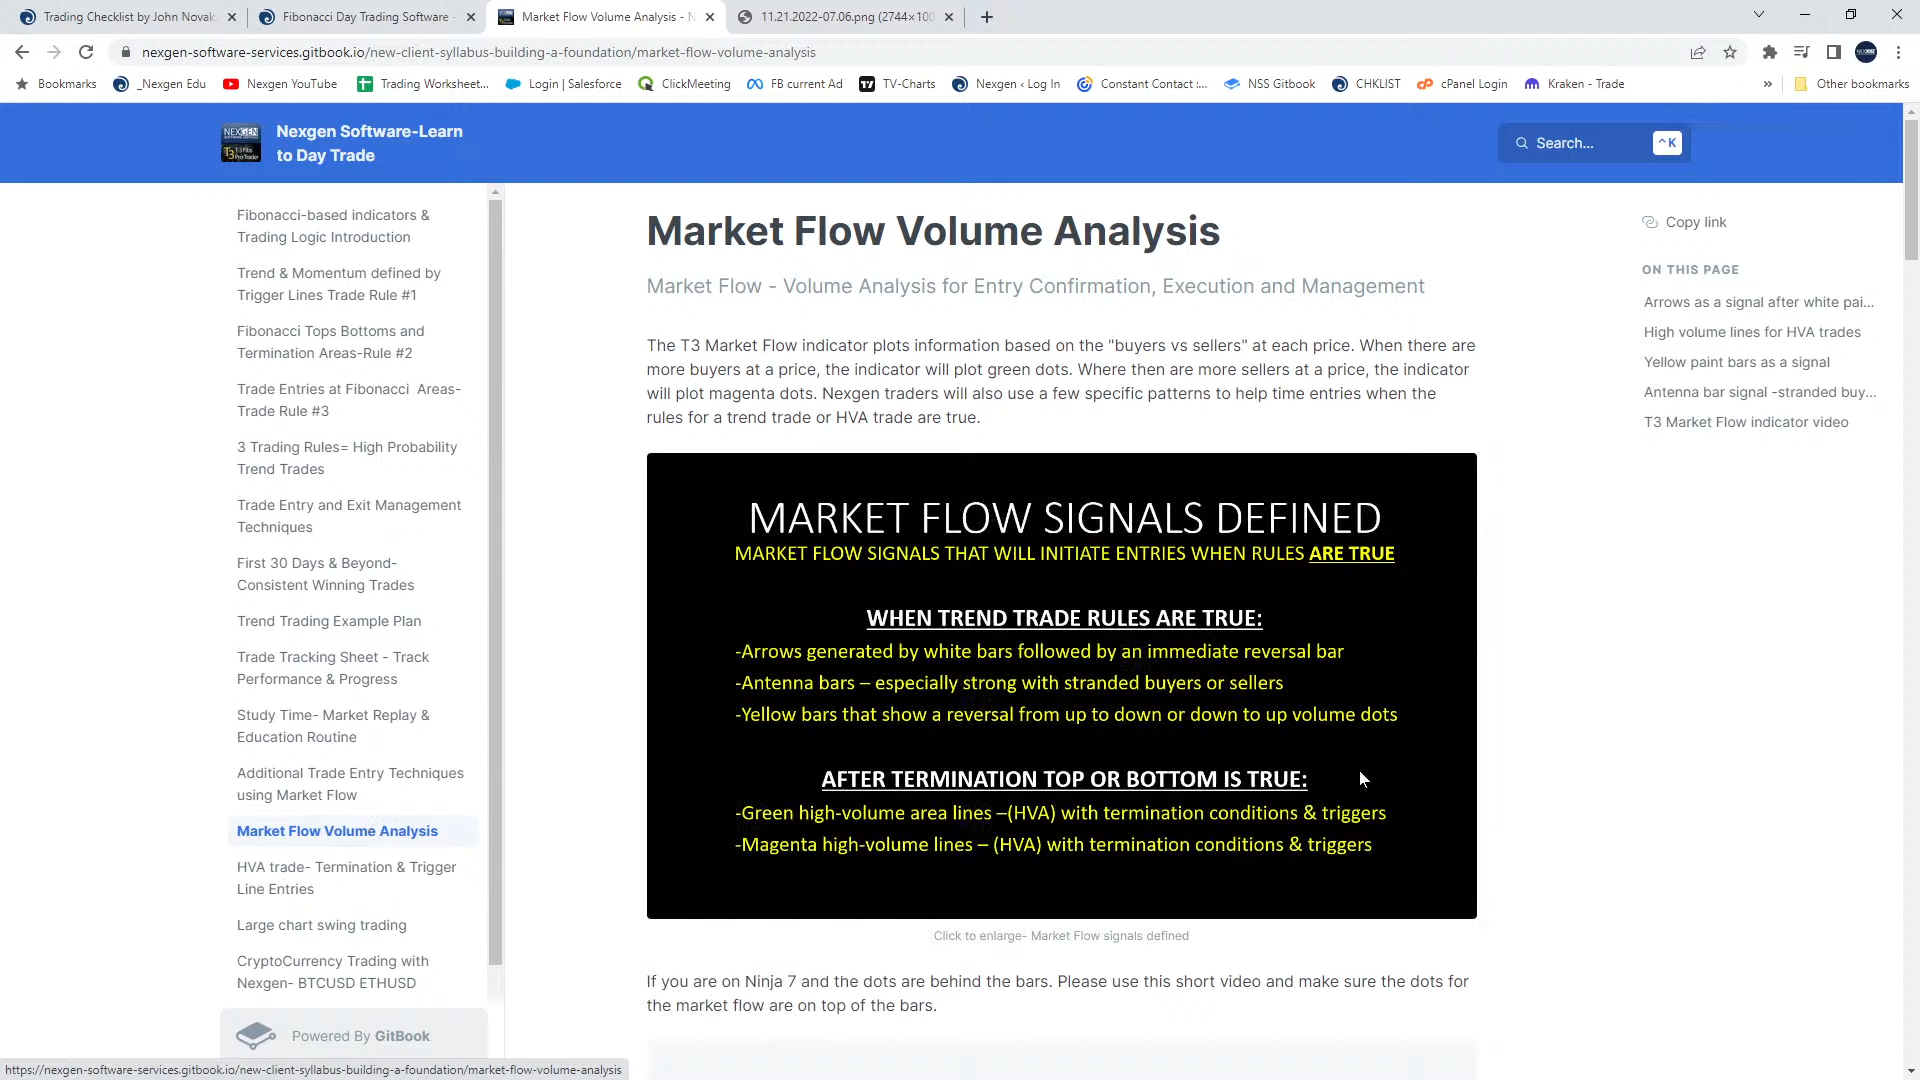 Trading Checklist by John Novak
Fibonacci Day Trading Software -
Market Flow Volume Analysis - N
11.21.2022-07.06.png (2744×100
nexgen-software-services.gitbook.io/new-client-syllabus-building-a-foundation/market-flow-volume-analysis
Bookmarks
_Nexgen Edu
Nexgen YouTube
Trading Worksheet...
Login | Salesforce
ClickMeeting
FB current Ad
TV-Charts
Nexgen ‹ Log In
Constant Contact :...
NSS Gitbook
CHKLIST
cPanel Login
Kraken - Trade
»
Other bookmarks
Nexgen Software-Learn
to Day Trade
Search...
^ K
Fibonacci-based indicators &
Trading Logic Introduction
Trend & Momentum defined by
Trigger Lines Trade Rule #1
Fibonacci Tops Bottoms and
Termination Areas-Rule #2
Trade Entries at Fibonacci Areas-
Trade Rule #3
3 Trading Rules= High Probability
Trend Trades
Trade Entry and Exit Management
Techniques
First 30 Days & Beyond-
Consistent Winning Trades
Trend Trading Example Plan
Trade Tracking Sheet - Track
Performance & Progress
Study Time- Market Replay &
Education Routine
Additional Trade Entry Techniques
using Market Flow
Market Flow Volume Analysis
HVA trade- Termination & Trigger
Line Entries
Large chart swing trading
CryptoCurrency Trading with
Nexgen- BTCUSD ETHUSD
Powered By GitBook
Market Flow Volume Analysis
Market Flow - Volume Analysis for Entry Confirmation, Execution and Management
The T3 Market Flow indicator plots information based on the "buyers vs sellers" at each price. When there are
more buyers at a price, the indicator will plot green dots. Where then are more sellers at a price, the indicator
will plot magenta dots. Nexgen traders will also use a few specific patterns to help time entries when the
rules for a trend trade or HVA trade are true.
MARKET FLOW SIGNALS DEFINED
MARKET FLOW SIGNALS THAT WILL INITIATE ENTRIES WHEN RULES ARE TRUE
WHEN TREND TRADE RULES ARE TRUE:
-Arrows generated by white bars followed by an immediate reversal bar
-Antenna bars – especially strong with stranded buyers or sellers
-Yellow bars that show a reversal from up to down or down to up volume dots
AFTER TERMINATION TOP OR BOTTOM IS TRUE:
-Green high-volume area lines –(HVA) with termination conditions & triggers
-Magenta high-volume lines – (HVA) with termination conditions & triggers
Click to enlarge- Market Flow signals defined
If you are on Ninja 7 and the dots are behind the bars. Please use this short video and make sure the dots for
the market flow are on top of the bars.
Copy link
ON THIS PAGE
Arrows as a signal after white pai...
High volume lines for HVA trades
Yellow paint bars as a signal
Antenna bar signal -stranded buy...
T3 Market Flow indicator video
https://nexgen-software-services.gitbook.io/new-client-syllabus-building-a-foundation/market-flow-volume-analysis